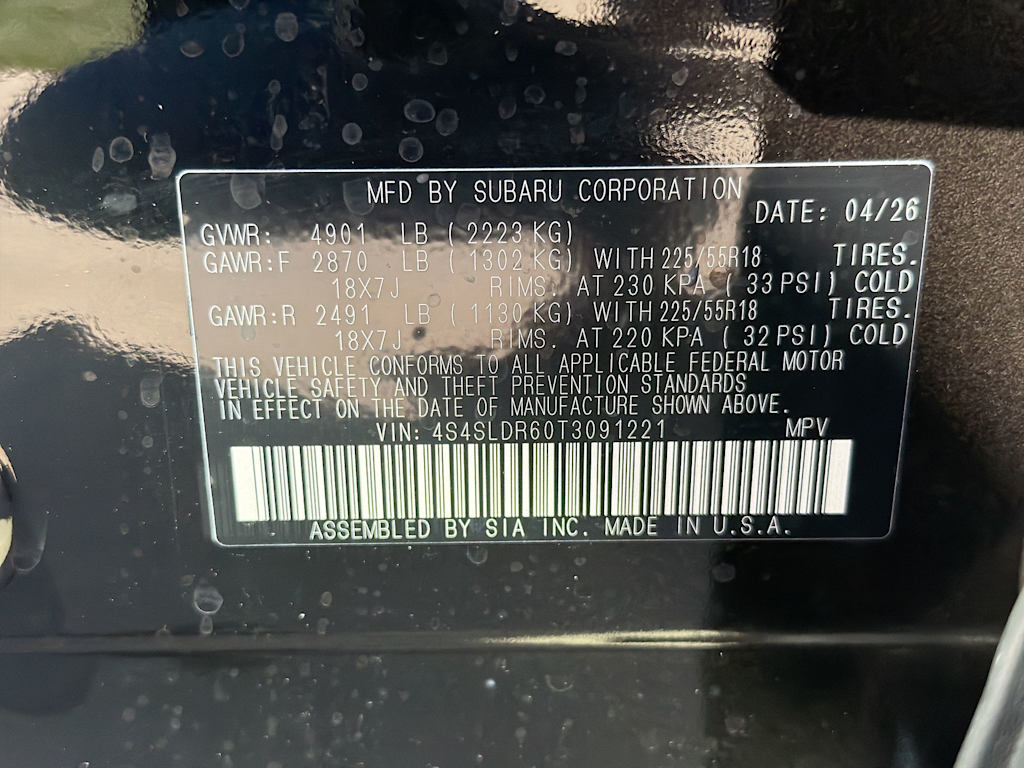 MFD BY SUBARU CORPORATION
DATE: 04/26
GVWR: 4901 LB ( 2223 KG)
GAWR:F 2870 LB ( 1302 KG) WITH 225/55R18 TIRES.
18X7J RIMS. AT 230 KPA ( 33 PSI) COLD
GAWR:R 2491 LB ( 1130 KG) WITH 225/55R18 TIRES.
18X7J RIMS. AT 220 KPA ( 32 PSI) COLD
THIS VEHICLE CONFORMS TO ALL APPLICABLE FEDERAL MOTOR
VEHICLE SAFETY AND THEFT PREVENTION STANDARDS
IN EFFECT ON THE DATE OF MANUFACTURE SHOWN ABOVE.
VIN: 4S4SLDR60T3091221 MPV
ASSEMBLED BY SIA INC. MADE IN U.S.A.